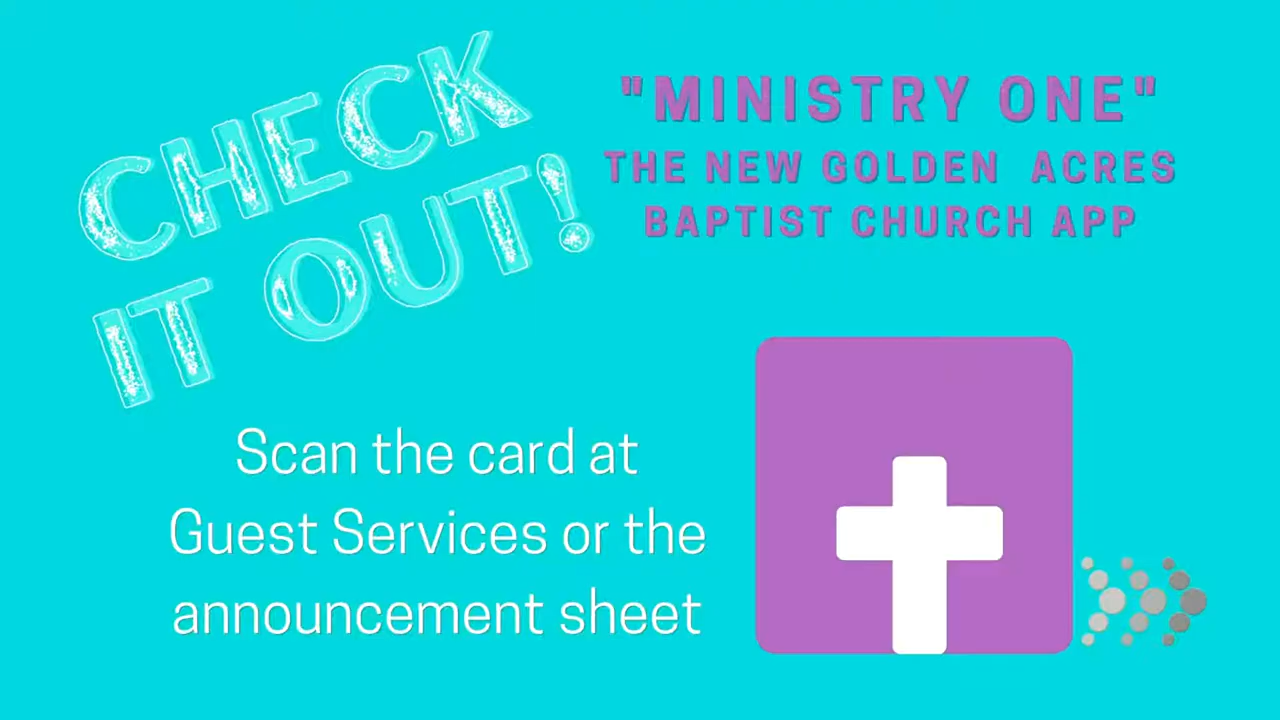 CHECK
IT OUT!
"MINISTRY ONE"
THE NEW GOLDEN ACRES
BAPTIST CHURCH APP
Scan the card at
Guest Services or the
announcement sheet